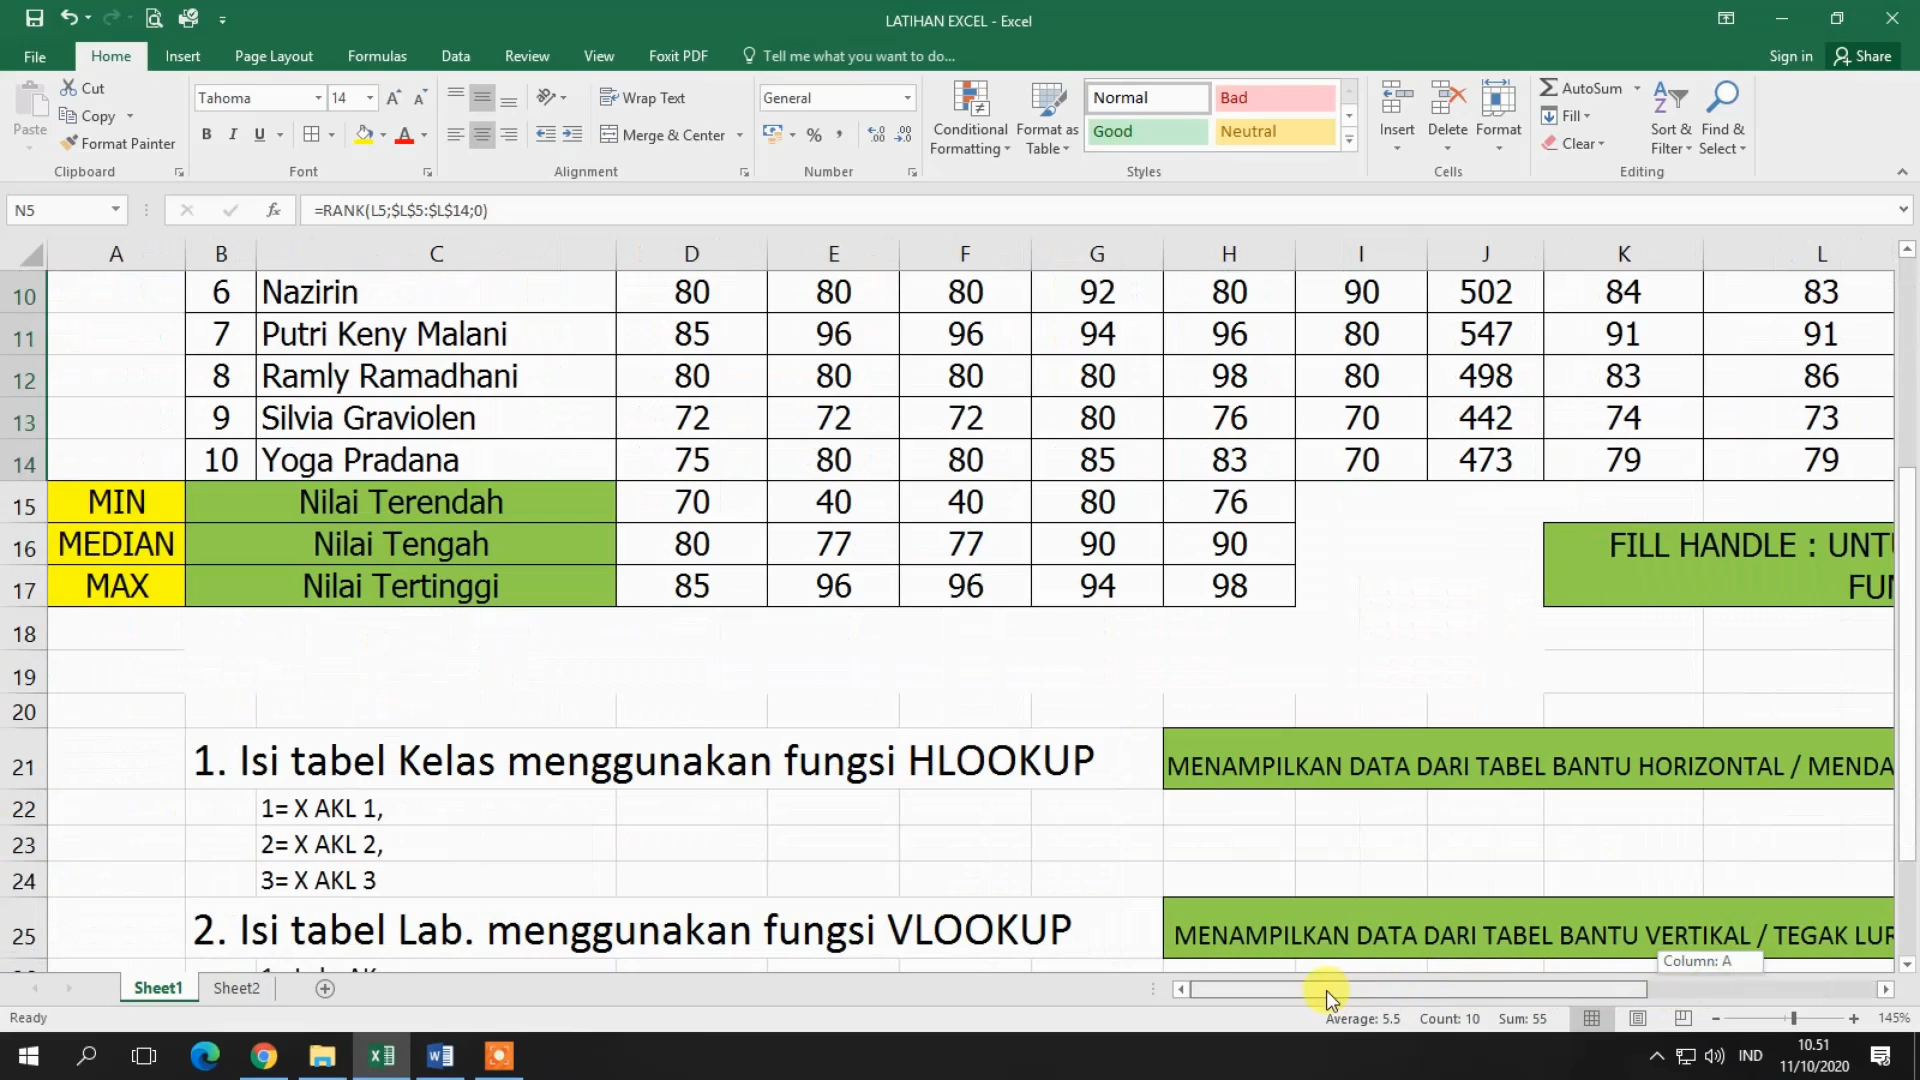 LATIHAN EXCEL - Excel
File Home Insert Page Layout Formulas Data Review View Foxit PDF Tell me what you want to do... Sign in Share
Paste Cut Copy Format Painter
Tahoma 14
B I U
Wrap Text
Merge & Center
General
Conditional Formatting Format as Table
Normal Bad
Good Neutral
Insert Delete Format
AutoSum Fill Clear
Sort & Filter Find & Select
Clipboard Font Alignment Number Styles Cells Editing
N5 fx =RANK(L5;$L$5:$L$14;0)
A B C D E F G H I J K L
10 6 Nazirin 80 80 80 92 80 90 502 84 83
11 7 Putri Keny Malani 85 96 96 94 96 80 547 91 91
12 8 Ramly Ramadhani 80 80 80 80 98 80 498 83 86
13 9 Silvia Graviolen 72 72 72 80 76 70 442 74 73
14 10 Yoga Pradana 75 80 80 85 83 70 473 79 79
15 MIN Nilai Terendah 70 40 40 80 76
16 MEDIAN Nilai Tengah 80 77 77 90 90 FILL HANDLE : UNTU
17 MAX Nilai Tertinggi 85 96 96 94 98 FUN
18
19
20
21 1. Isi tabel Kelas menggunakan fungsi HLOOKUP MENAMPILKAN DATA DARI TABEL BANTU HORIZONTAL / MENDA
22 1= X AKL 1,
23 2= X AKL 2,
24 3= X AKL 3
25 2. Isi tabel Lab. menggunakan fungsi VLOOKUP MENAMPILKAN DATA DARI TABEL BANTU VERTIKAL / TEGAK LUR
Column: A
Sheet1 Sheet2
Ready Average: 5.5 Count: 10 Sum: 55 145%
IND 10.51
11/10/2020